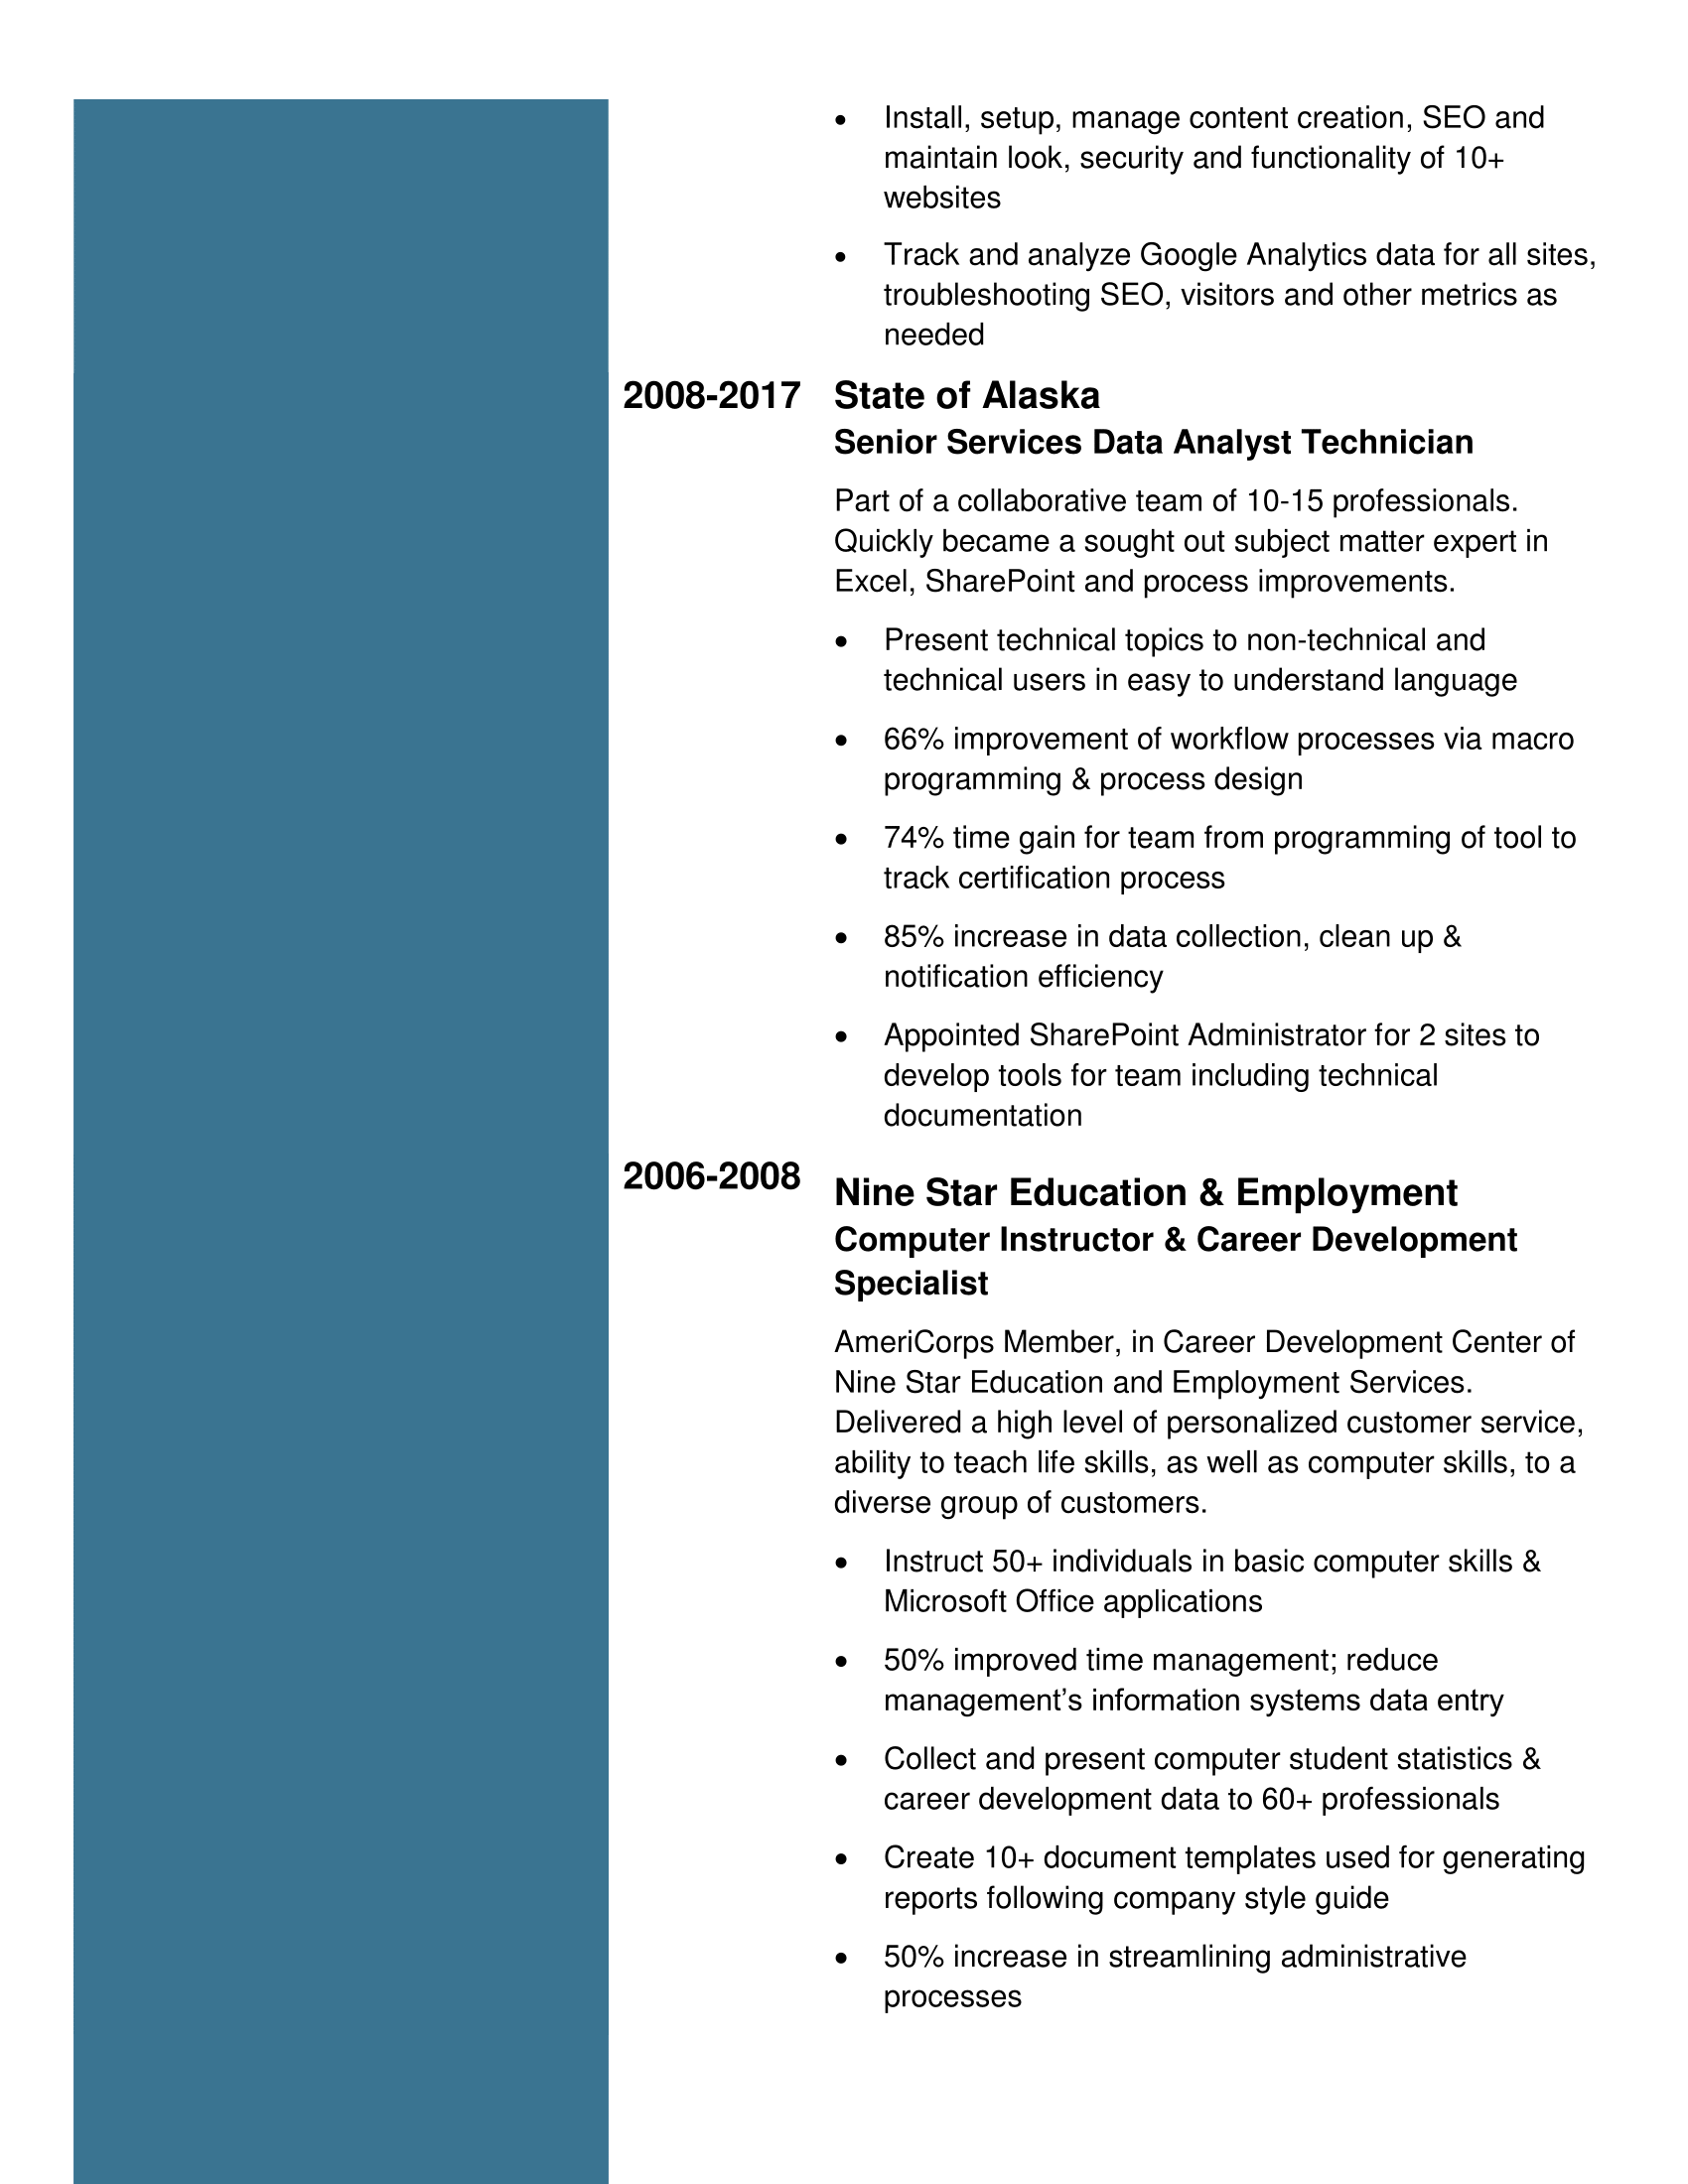 • Install, setup, manage content creation, SEO and
maintain look, security and functionality of 10+
websites
• Track and analyze Google Analytics data for all sites,
troubleshooting SEO, visitors and other metrics as
needed
2008-2017 State of Alaska
Senior Services Data Analyst Technician
Part of a collaborative team of 10-15 professionals.
Quickly became a sought out subject matter expert in
Excel, SharePoint and process improvements.
• Present technical topics to non-technical and
technical users in easy to understand language
• 66% improvement of workflow processes via macro
programming & process design
• 74% time gain for team from programming of tool to
track certification process
• 85% increase in data collection, clean up &
notification efficiency
• Appointed SharePoint Administrator for 2 sites to
develop tools for team including technical
documentation
2006-2008
Nine Star Education & Employment
Computer Instructor & Career Development
Specialist
AmeriCorps Member, in Career Development Center of
Nine Star Education and Employment Services.
Delivered a high level of personalized customer service,
ability to teach life skills, as well as computer skills, to a
diverse group of customers.
• Instruct 50+ individuals in basic computer skills &
Microsoft Office applications
• 50% improved time management; reduce
management’s information systems data entry
• Collect and present computer student statistics &
career development data to 60+ professionals
• Create 10+ document templates used for generating
reports following company style guide
• 50% increase in streamlining administrative
processes